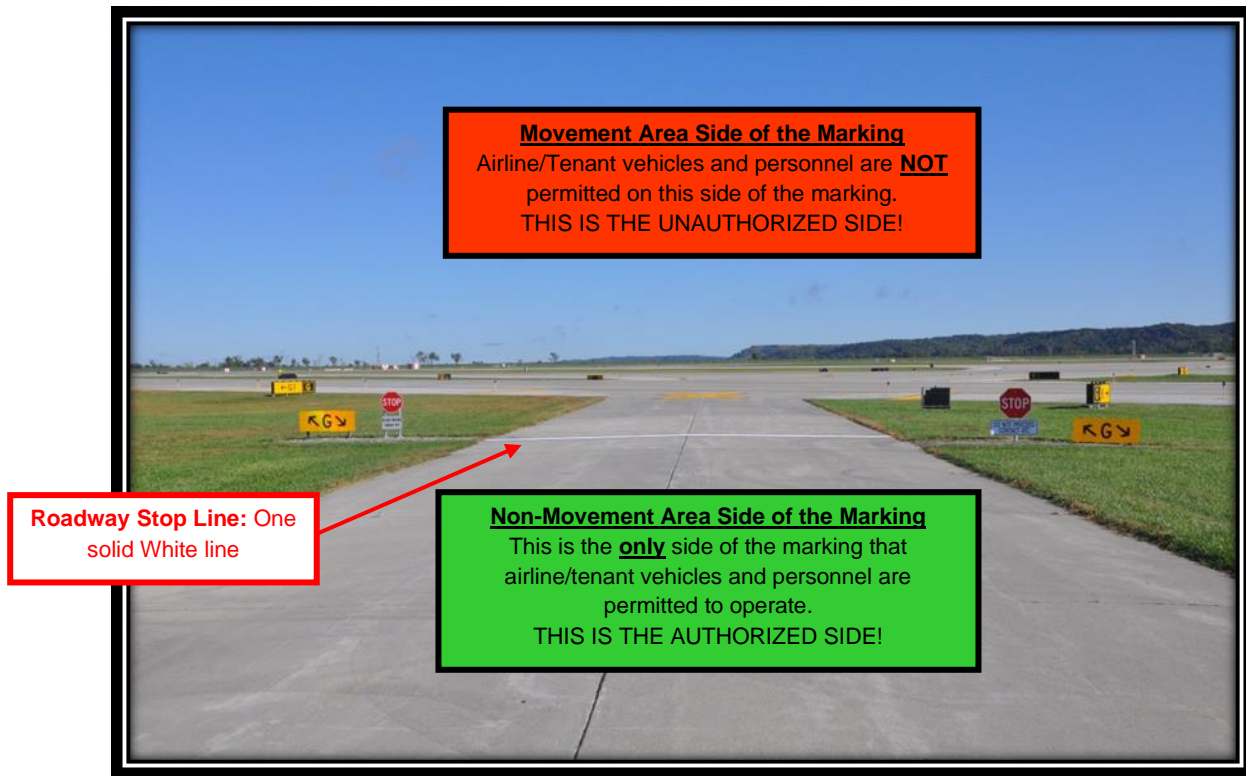 Movement Area Side of the Marking
Airline/Tenant vehicles and personnel are NOT
permitted on this side of the marking.
THIS IS THE UNAUTHORIZED SIDE!
STOP
↖G↘
STOP
↖G↘
Roadway Stop Line: One
solid White line
Non-Movement Area Side of the Marking
This is the only side of the marking that
airline/tenant vehicles and personnel are
permitted to operate.
THIS IS THE AUTHORIZED SIDE!